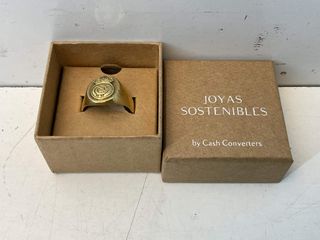 JOYAS
SOSTENIBLES
by Cash Converters